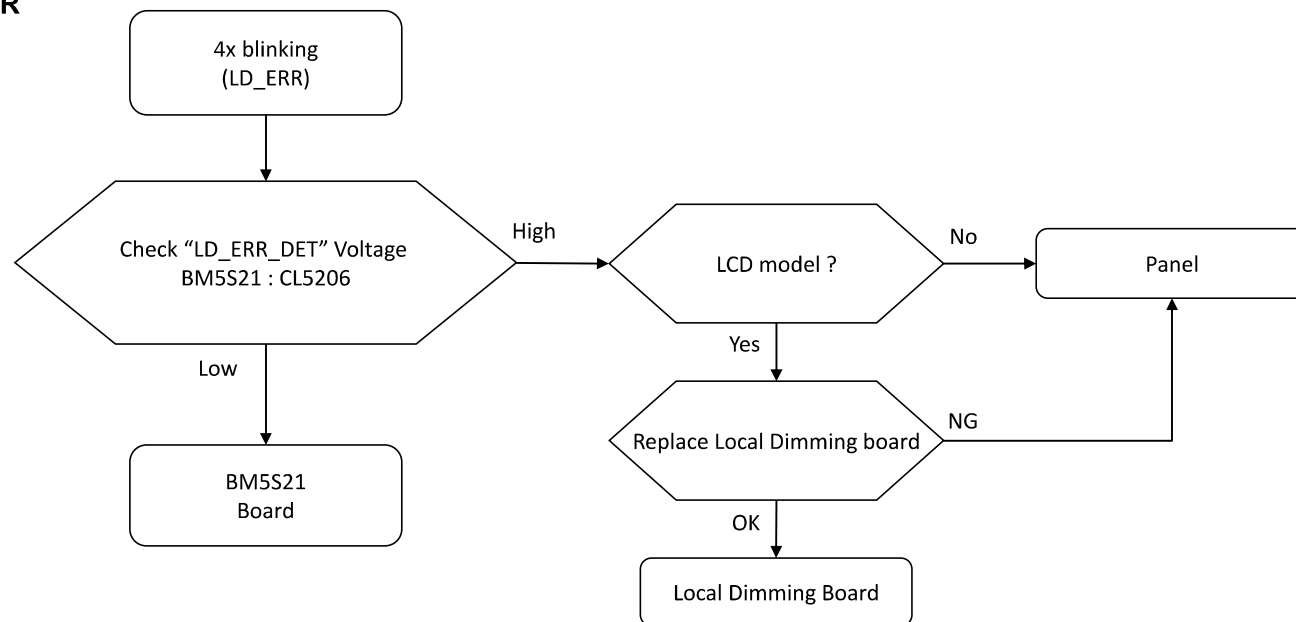 R
4x blinking
(LD_ERR)
Check “LD_ERR_DET” Voltage
BM5S21 : CL5206
High
LCD model ?
No
Panel
Low
Yes
Replace Local Dimming board
NG
BM5S21
Board
OK
Local Dimming Board